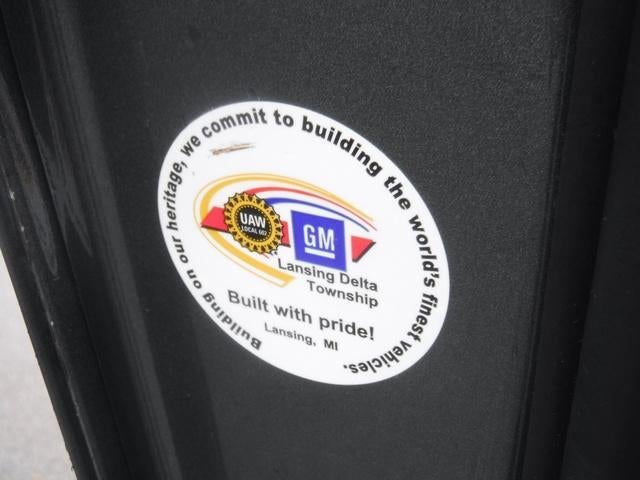 Building on our heritage, we commit to building the world's finest vehicles.
UAW
LOCAL 602
GM
Lansing Delta
Township
Built with pride!
Lansing, MI